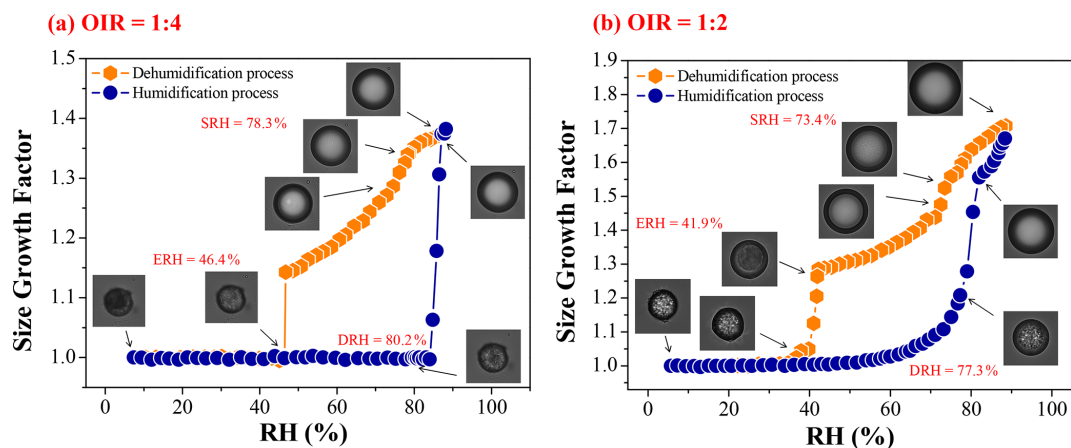 (a) OIR = 1:4
Size Growth Factor
1.5
1.4
1.3
1.2
1.1
1.0
Dehumidification process
Humidification process
SRH = 78.3%
ERH = 46.4%
DRH = 80.2%
0 20 40 60 80 100
RH (%)
(b) OIR = 1:2
Size Growth Factor
1.9
1.8
1.7
1.6
1.5
1.4
1.3
1.2
1.1
1.0
0.9
Dehumidification process
Humidification process
SRH = 73.4%
ERH = 41.9%
DRH = 77.3%
0 20 40 60 80 100
RH (%)